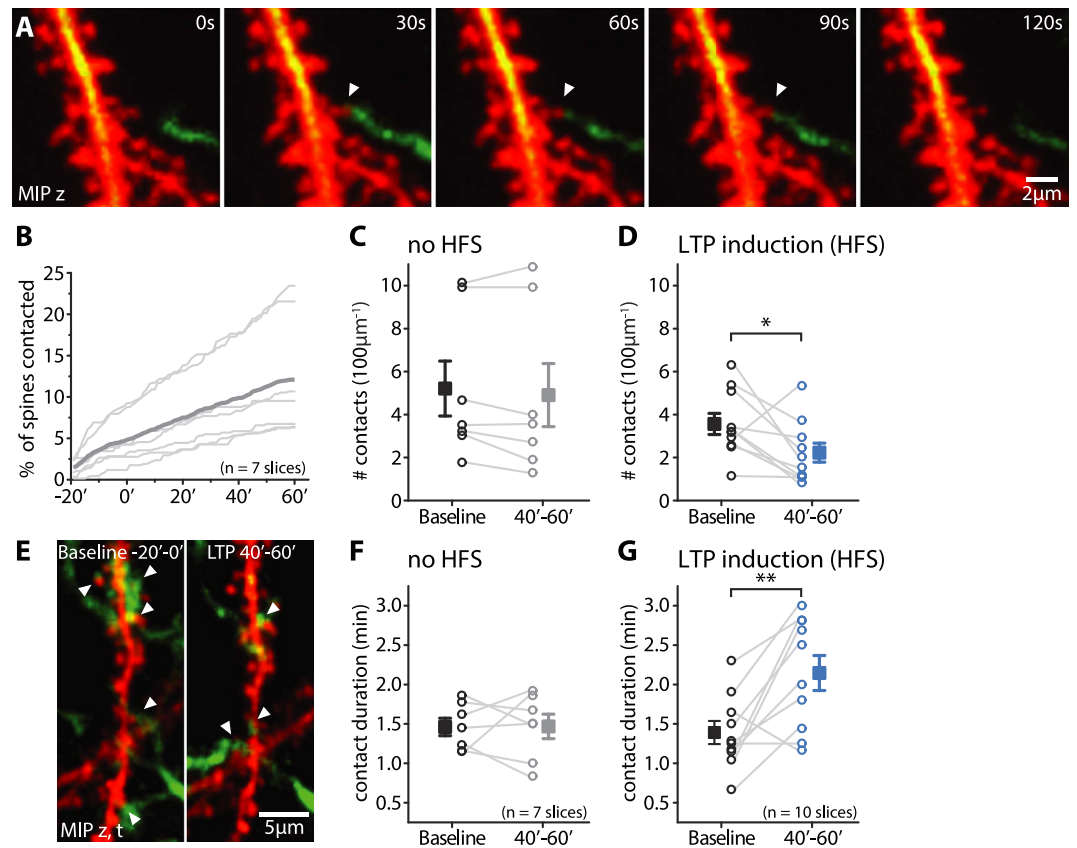 A
0s
30s
60s
90s
120s
MIP z
2µm
B
% of spines contacted
25
20
15
10
5
0
-20′
0′
20′
40′
60′
(n = 7 slices)
C
no HFS
# contacts (100µm⁻¹)
10
8
6
4
2
0
Baseline
40′-60′
D
LTP induction (HFS)
# contacts (100µm⁻¹)
10
8
6
4
2
0
*
Baseline
40′-60′
E
Baseline -20′-0′
LTP 40′-60′
MIP z, t
5µm
F
no HFS
contact duration (min)
3.0
2.5
2.0
1.5
1.0
0.5
(n = 7 slices)
Baseline
40′-60′
G
LTP induction (HFS)
contact duration (min)
3.0
2.5
2.0
1.5
1.0
0.5
**
(n = 10 slices)
Baseline
40′-60′